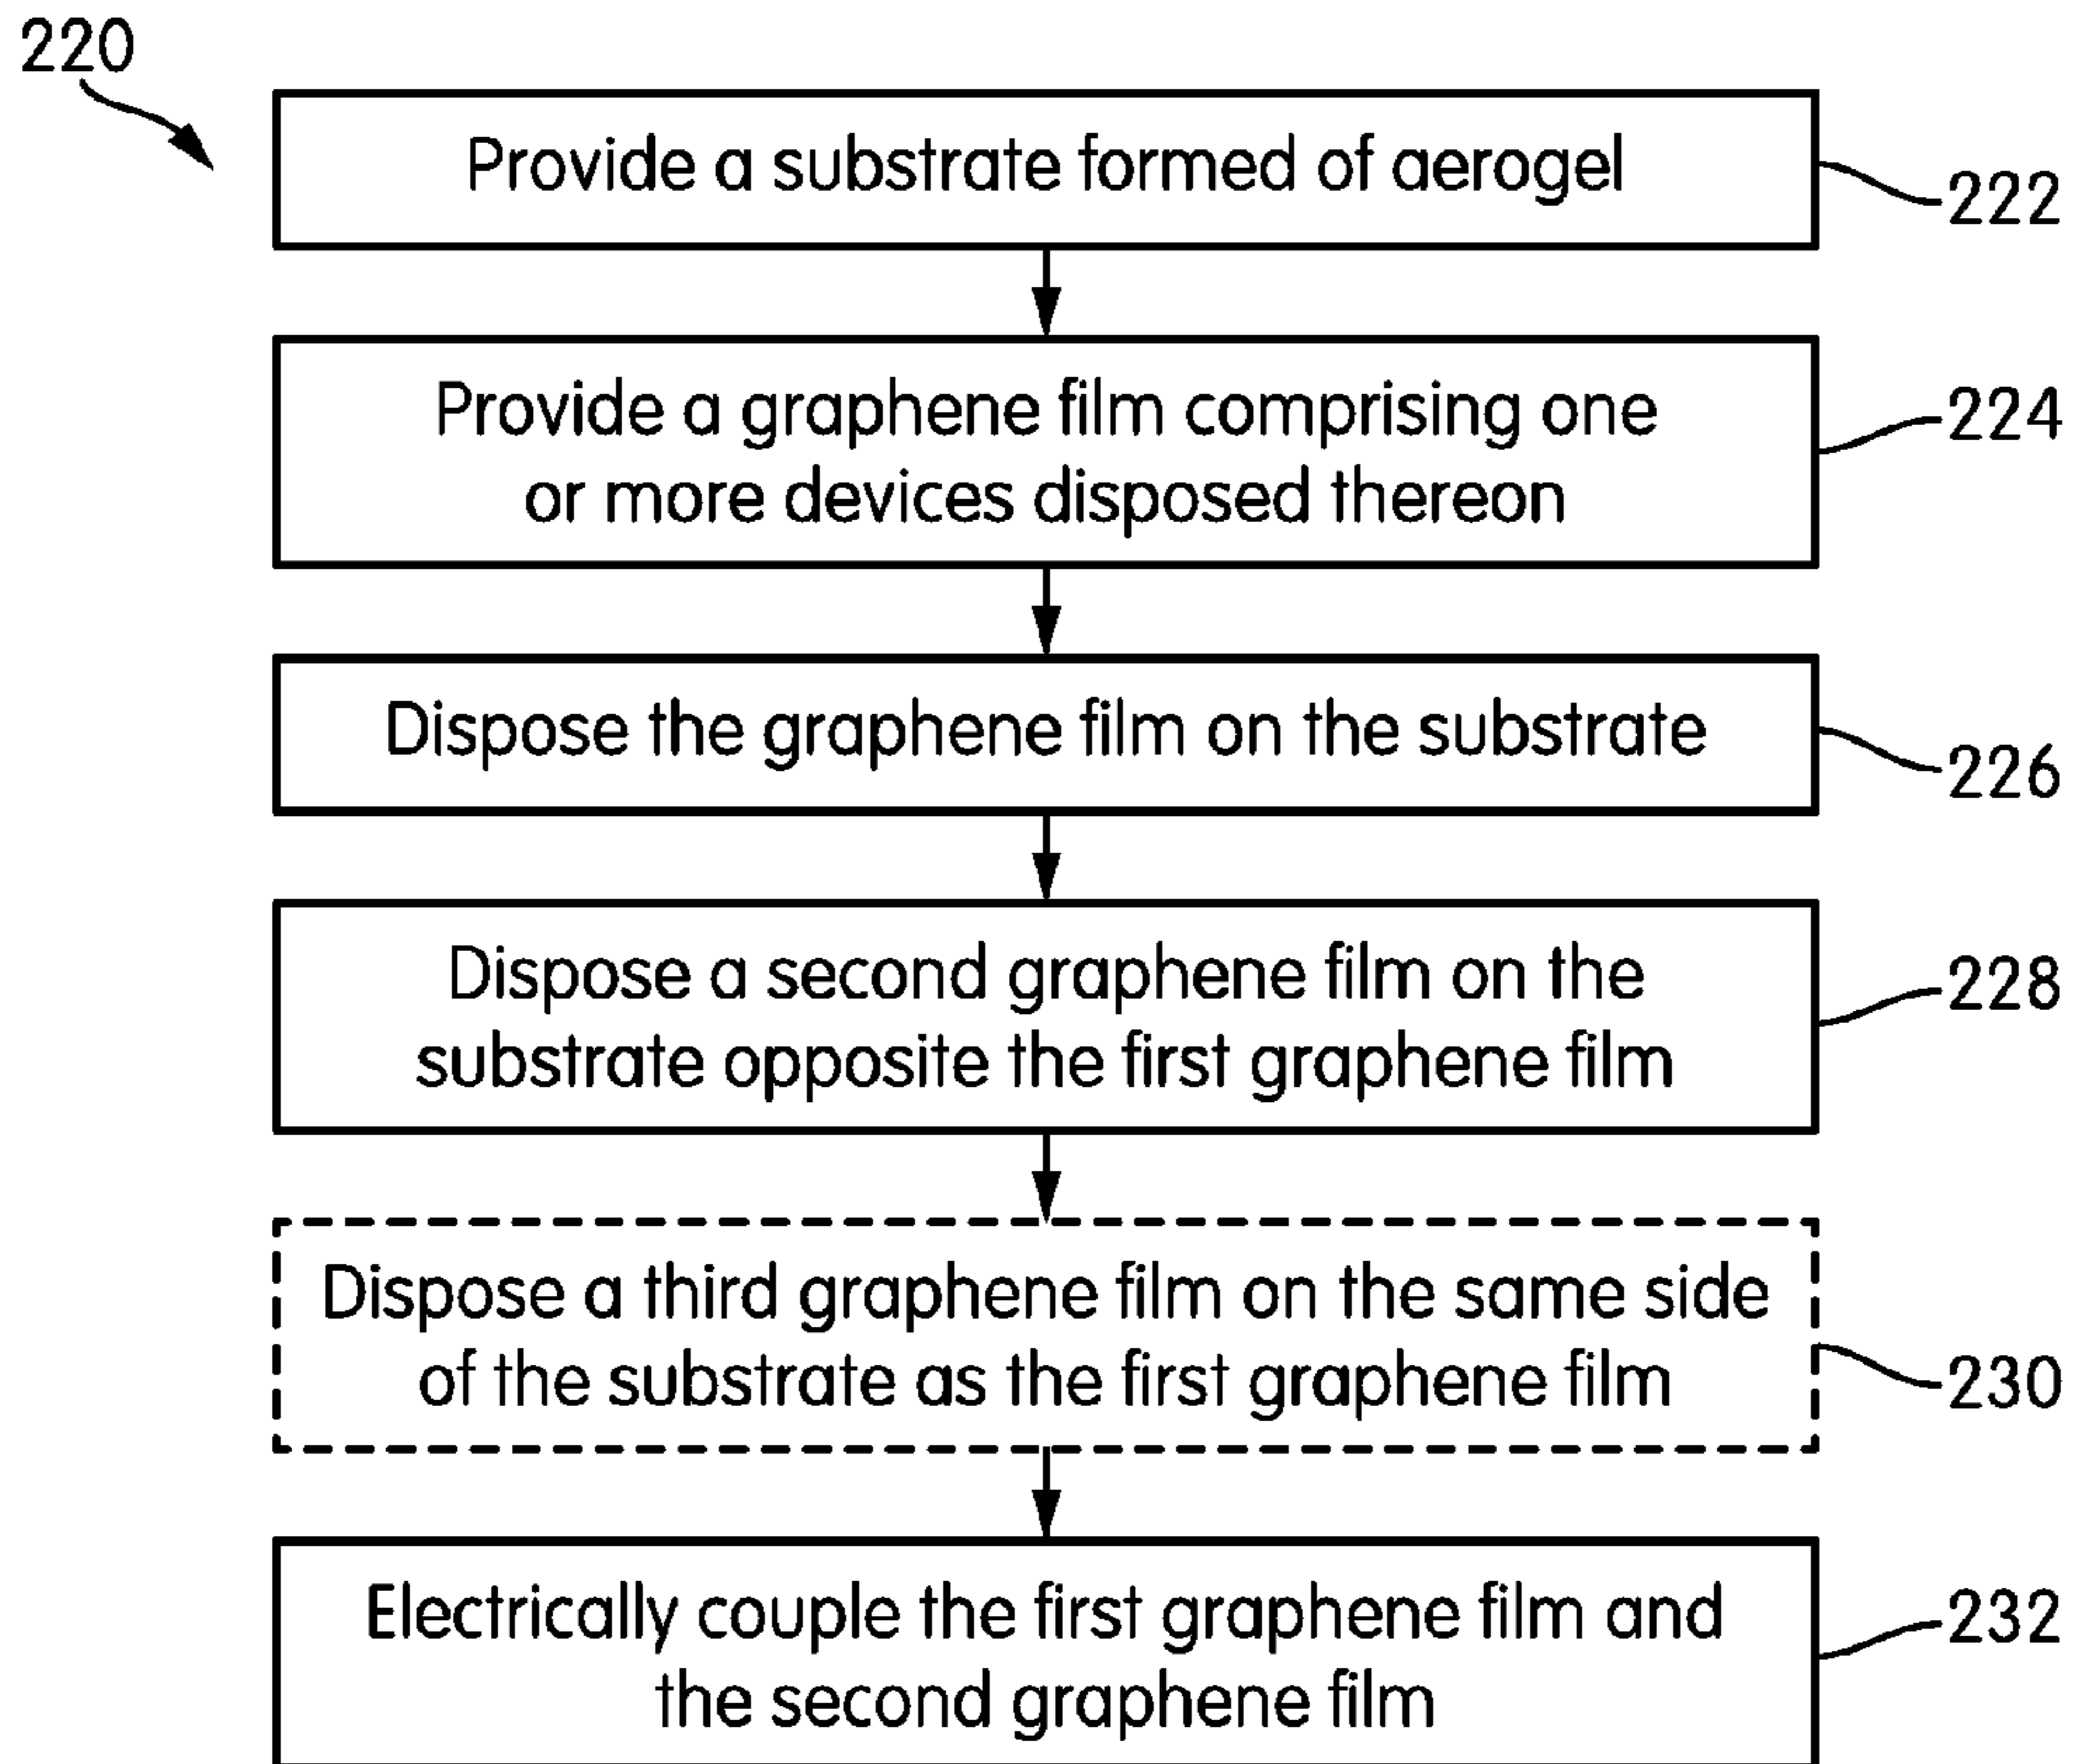 220
Provide a substrate formed of aerogel
222
Provide a graphene film comprising one
or more devices disposed thereon
224
Dispose the graphene film on the substrate
226
Dispose a second graphene film on the
substrate opposite the first graphene film
228
Dispose a third graphene film on the same side
of the substrate as the first graphene film
230
Electrically couple the first graphene film and
the second graphene film
232